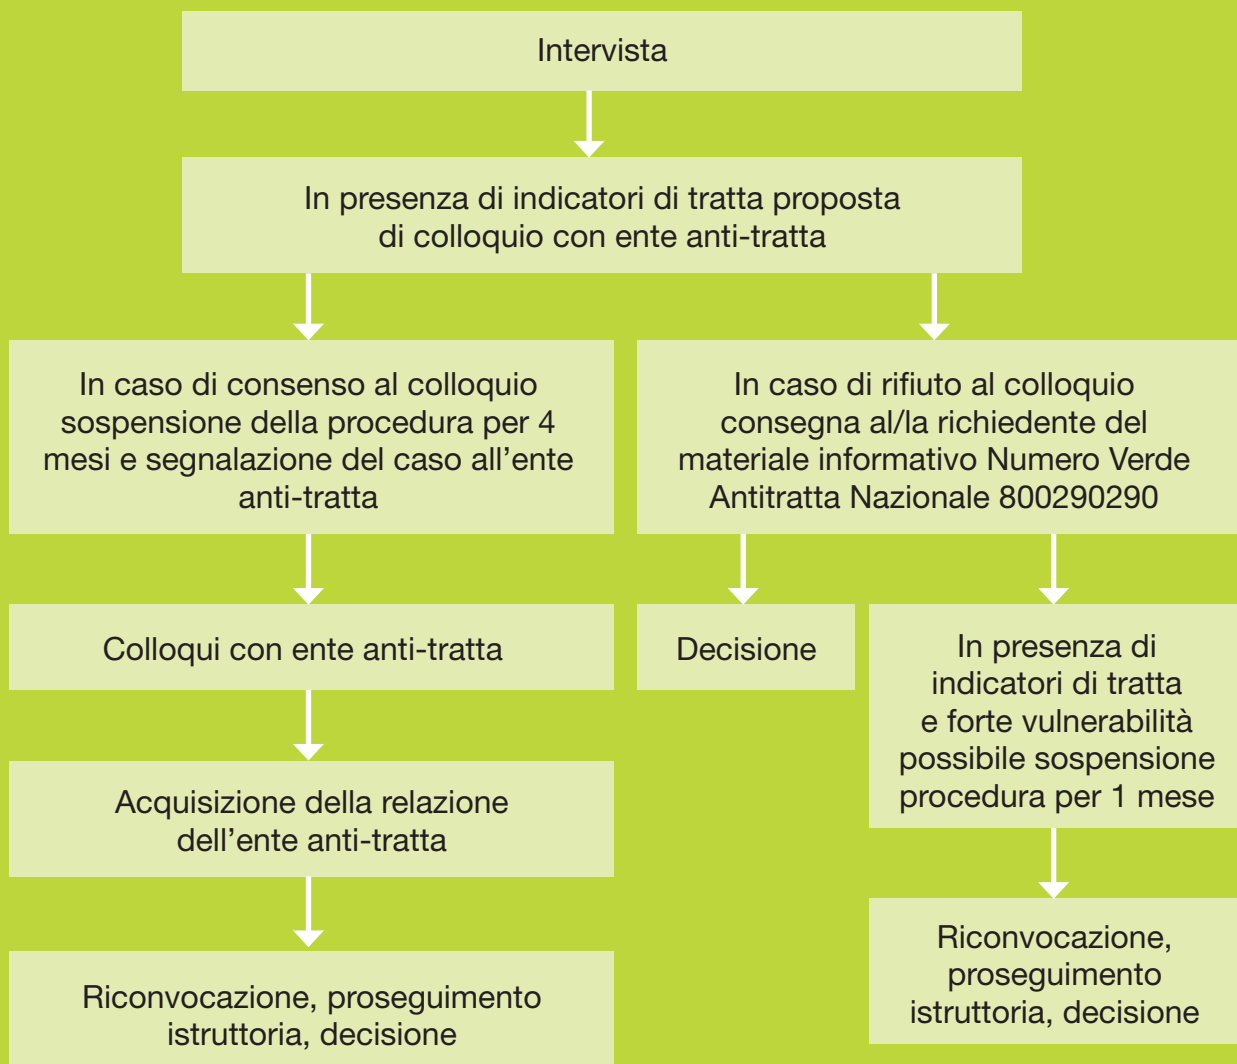 Intervista
In presenza di indicatori di tratta proposta
di colloquio con ente anti-tratta
In caso di consenso al colloquio
sospensione della procedura per 4
mesi e segnalazione del caso all’ente
anti-tratta
In caso di rifiuto al colloquio
consegna al/la richiedente del
materiale informativo Numero Verde
Antitratta Nazionale 800290290
Colloqui con ente anti-tratta
Decisione
In presenza di
indicatori di tratta
e forte vulnerabilità
possibile sospensione
procedura per 1 mese
Acquisizione della relazione
dell’ente anti-tratta
Riconvocazione, proseguimento
istruttoria, decisione
Riconvocazione,
proseguimento
istruttoria, decisione